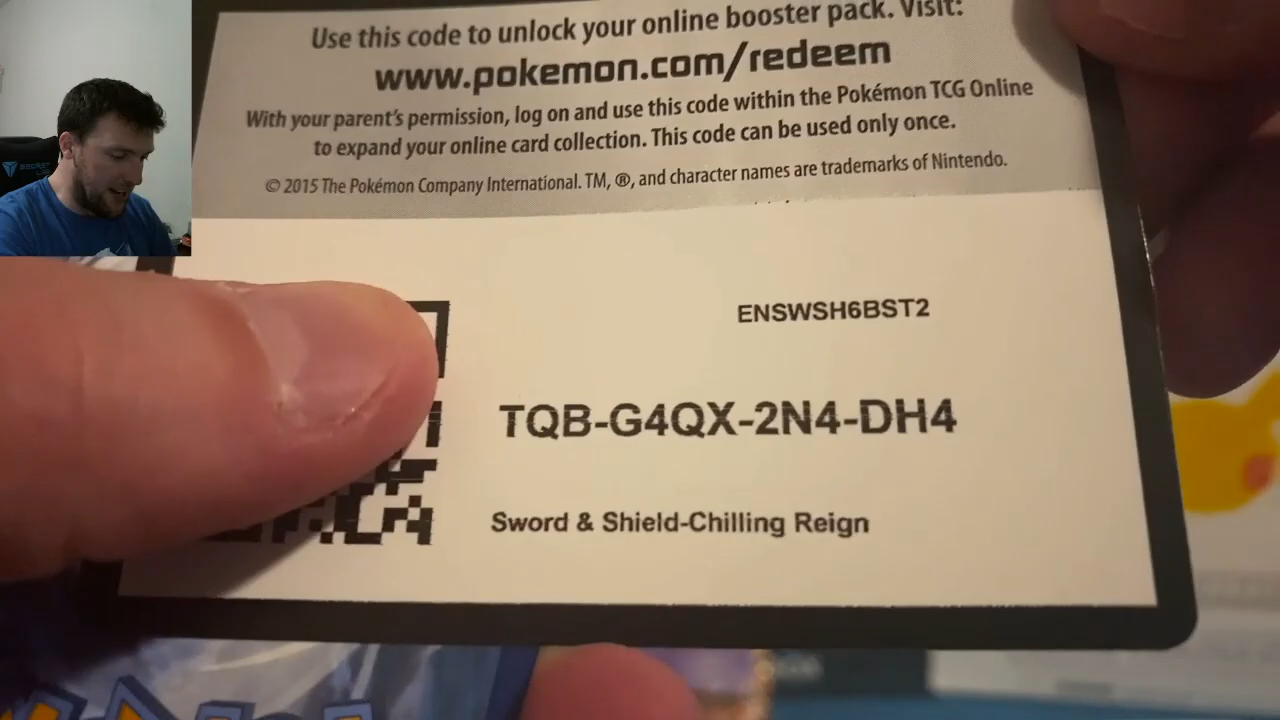 Use this code to unlock your online booster pack. Visit:
www.pokemon.com/redeem
With your parent's permission, log on and use this code within the Pokémon TCG Online
to expand your online card collection. This code can be used only once.
© 2015 The Pokémon Company International. TM, ®, and character names are trademarks of Nintendo.
ENSWSH6BST2
TQB-G4QX-2N4-DH4
Sword & Shield-Chilling Reign